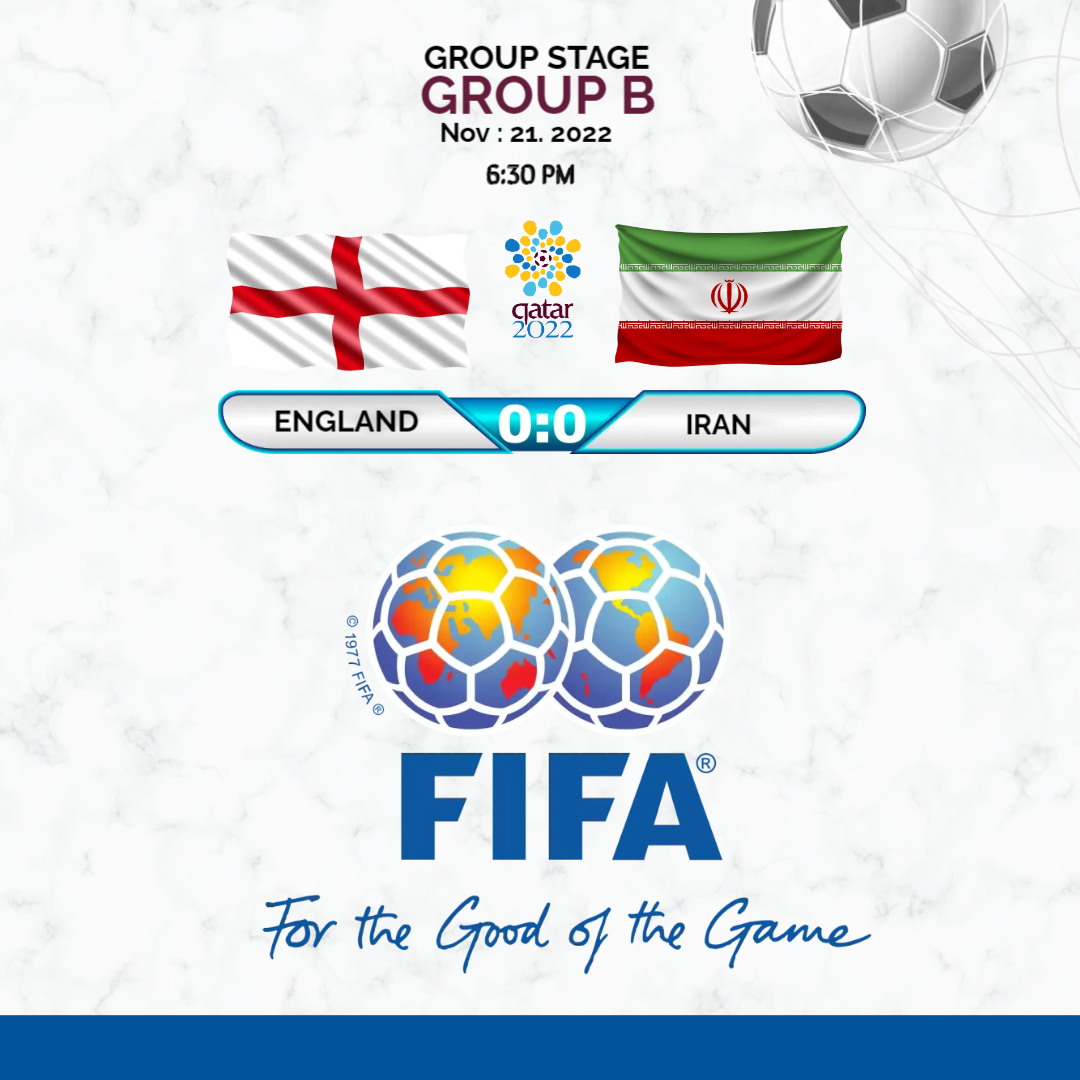 GROUP STAGE
GROUP B
Nov : 21. 2022
6:30 PM
qatar
2022
ENGLAND
0:0
IRAN
© 1977 FIFA ®
FIFA®
For the Good of the Game